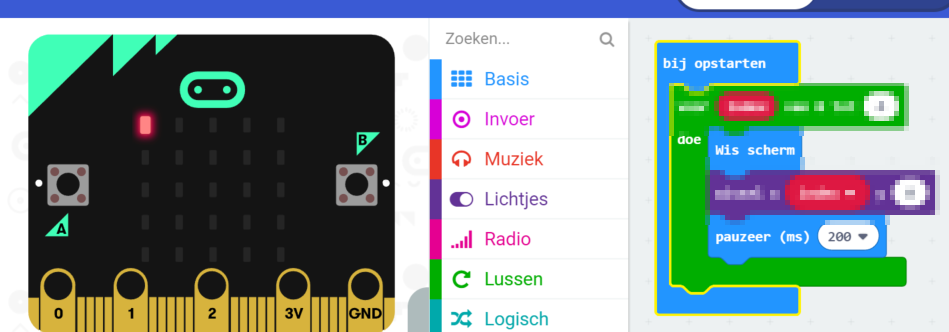 Zoeken...
Basis
Invoer
Muziek
Lichtjes
Radio
Lussen
Logisch
B
A
0 1 2 3V GND
bij opstarten
doe
Wis scherm
pauzeer (ms) 200